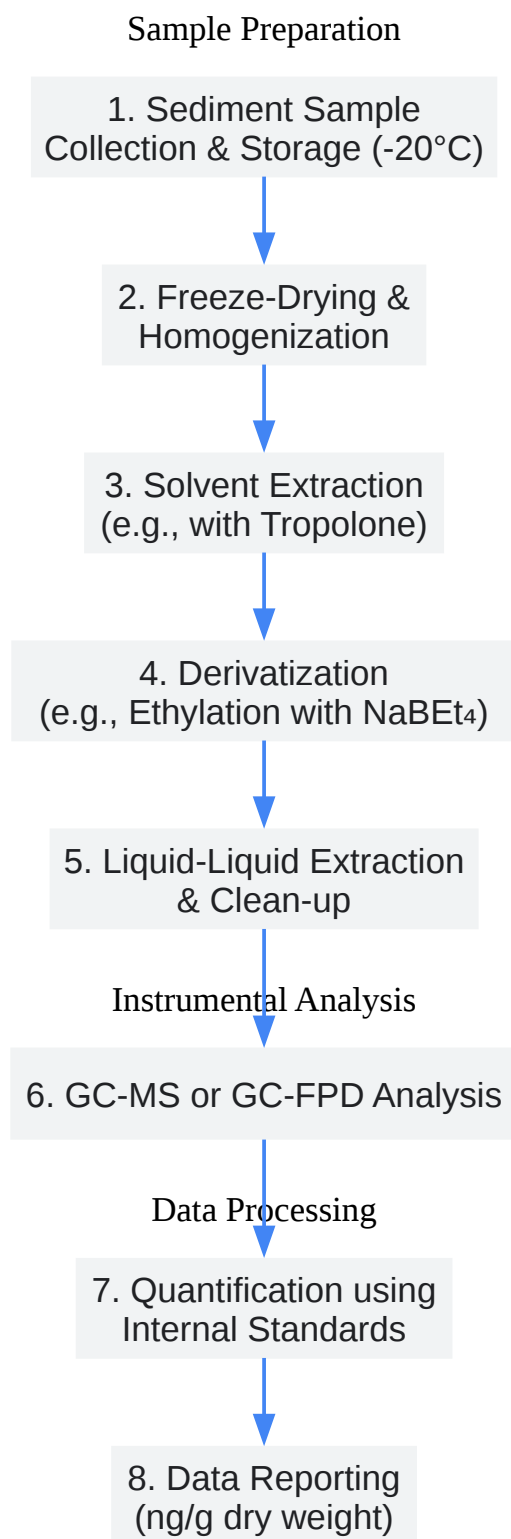 Sample Preparation
1. Sediment Sample
Collection & Storage (-20°C)
2. Freeze-Drying &
Homogenization
3. Solvent Extraction
(e.g., with Tropolone)
4. Derivatization
(e.g., Ethylation with NaBEt₄)
5. Liquid-Liquid Extraction
& Clean-up
Instrumental Analysis
6. GC-MS or GC-FPD Analysis
Data Processing
7. Quantification using
Internal Standards
8. Data Reporting
(ng/g dry weight)